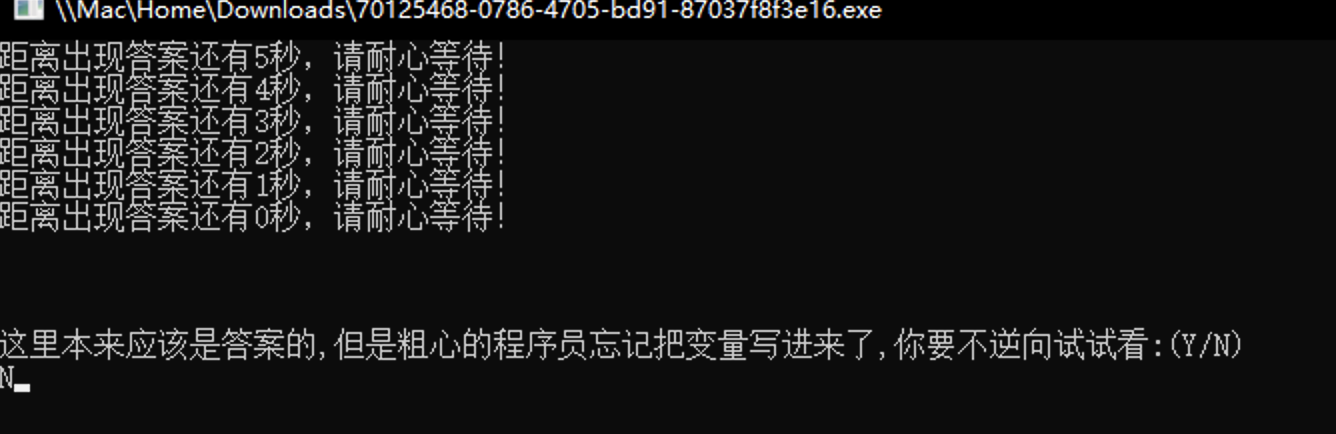 \\Mac\Home\Downloads\70125468-0786-4705-bd91-87037f8f3e16.exe
距离出现答案还有5秒，请耐心等待!
距离出现答案还有4秒，请耐心等待!
距离出现答案还有3秒，请耐心等待!
距离出现答案还有2秒，请耐心等待!
距离出现答案还有1秒，请耐心等待!
距离出现答案还有0秒，请耐心等待!
这里本来应该是答案的,但是粗心的程序员忘记把变量写进来了,你要不逆向试试看:(Y/N)
N